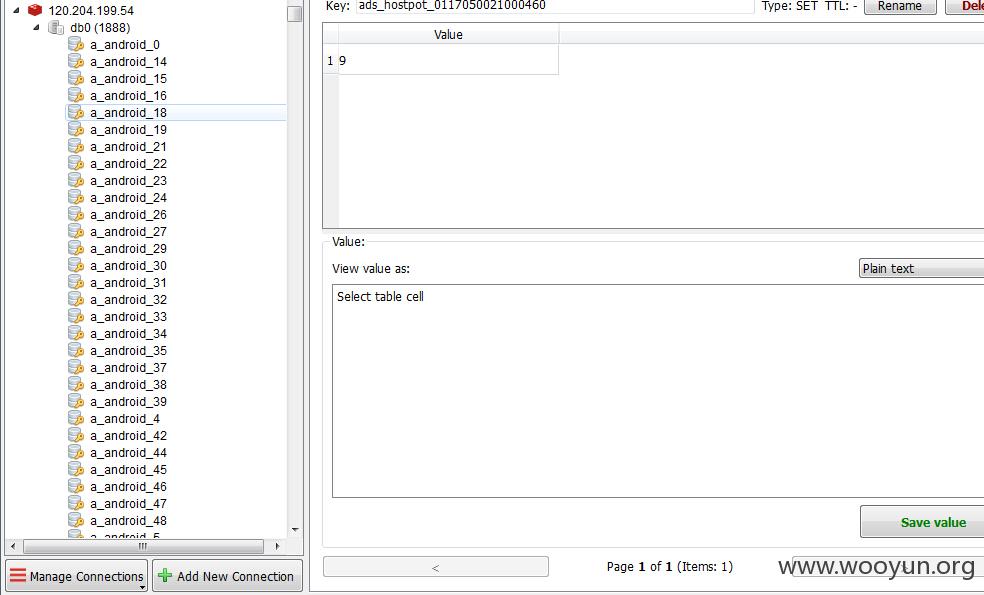 120.204.199.54
db0 (1888)
a_android_0
a_android_14
a_android_15
a_android_16
a_android_18
a_android_19
a_android_21
a_android_22
a_android_23
a_android_24
a_android_26
a_android_27
a_android_29
a_android_30
a_android_31
a_android_32
a_android_33
a_android_34
a_android_35
a_android_37
a_android_38
a_android_39
a_android_4
a_android_42
a_android_44
a_android_45
a_android_46
a_android_47
a_android_48
a_android_5
Manage Connections
Add New Connection
Key: ads_hostpot_0117050021000460 Type: SET TTL: - Rename Dele
Value
1 9
Value:
View value as: Plain text
Select table cell
Save value
< Page 1 of 1 (Items: 1)
www.wooyun.org